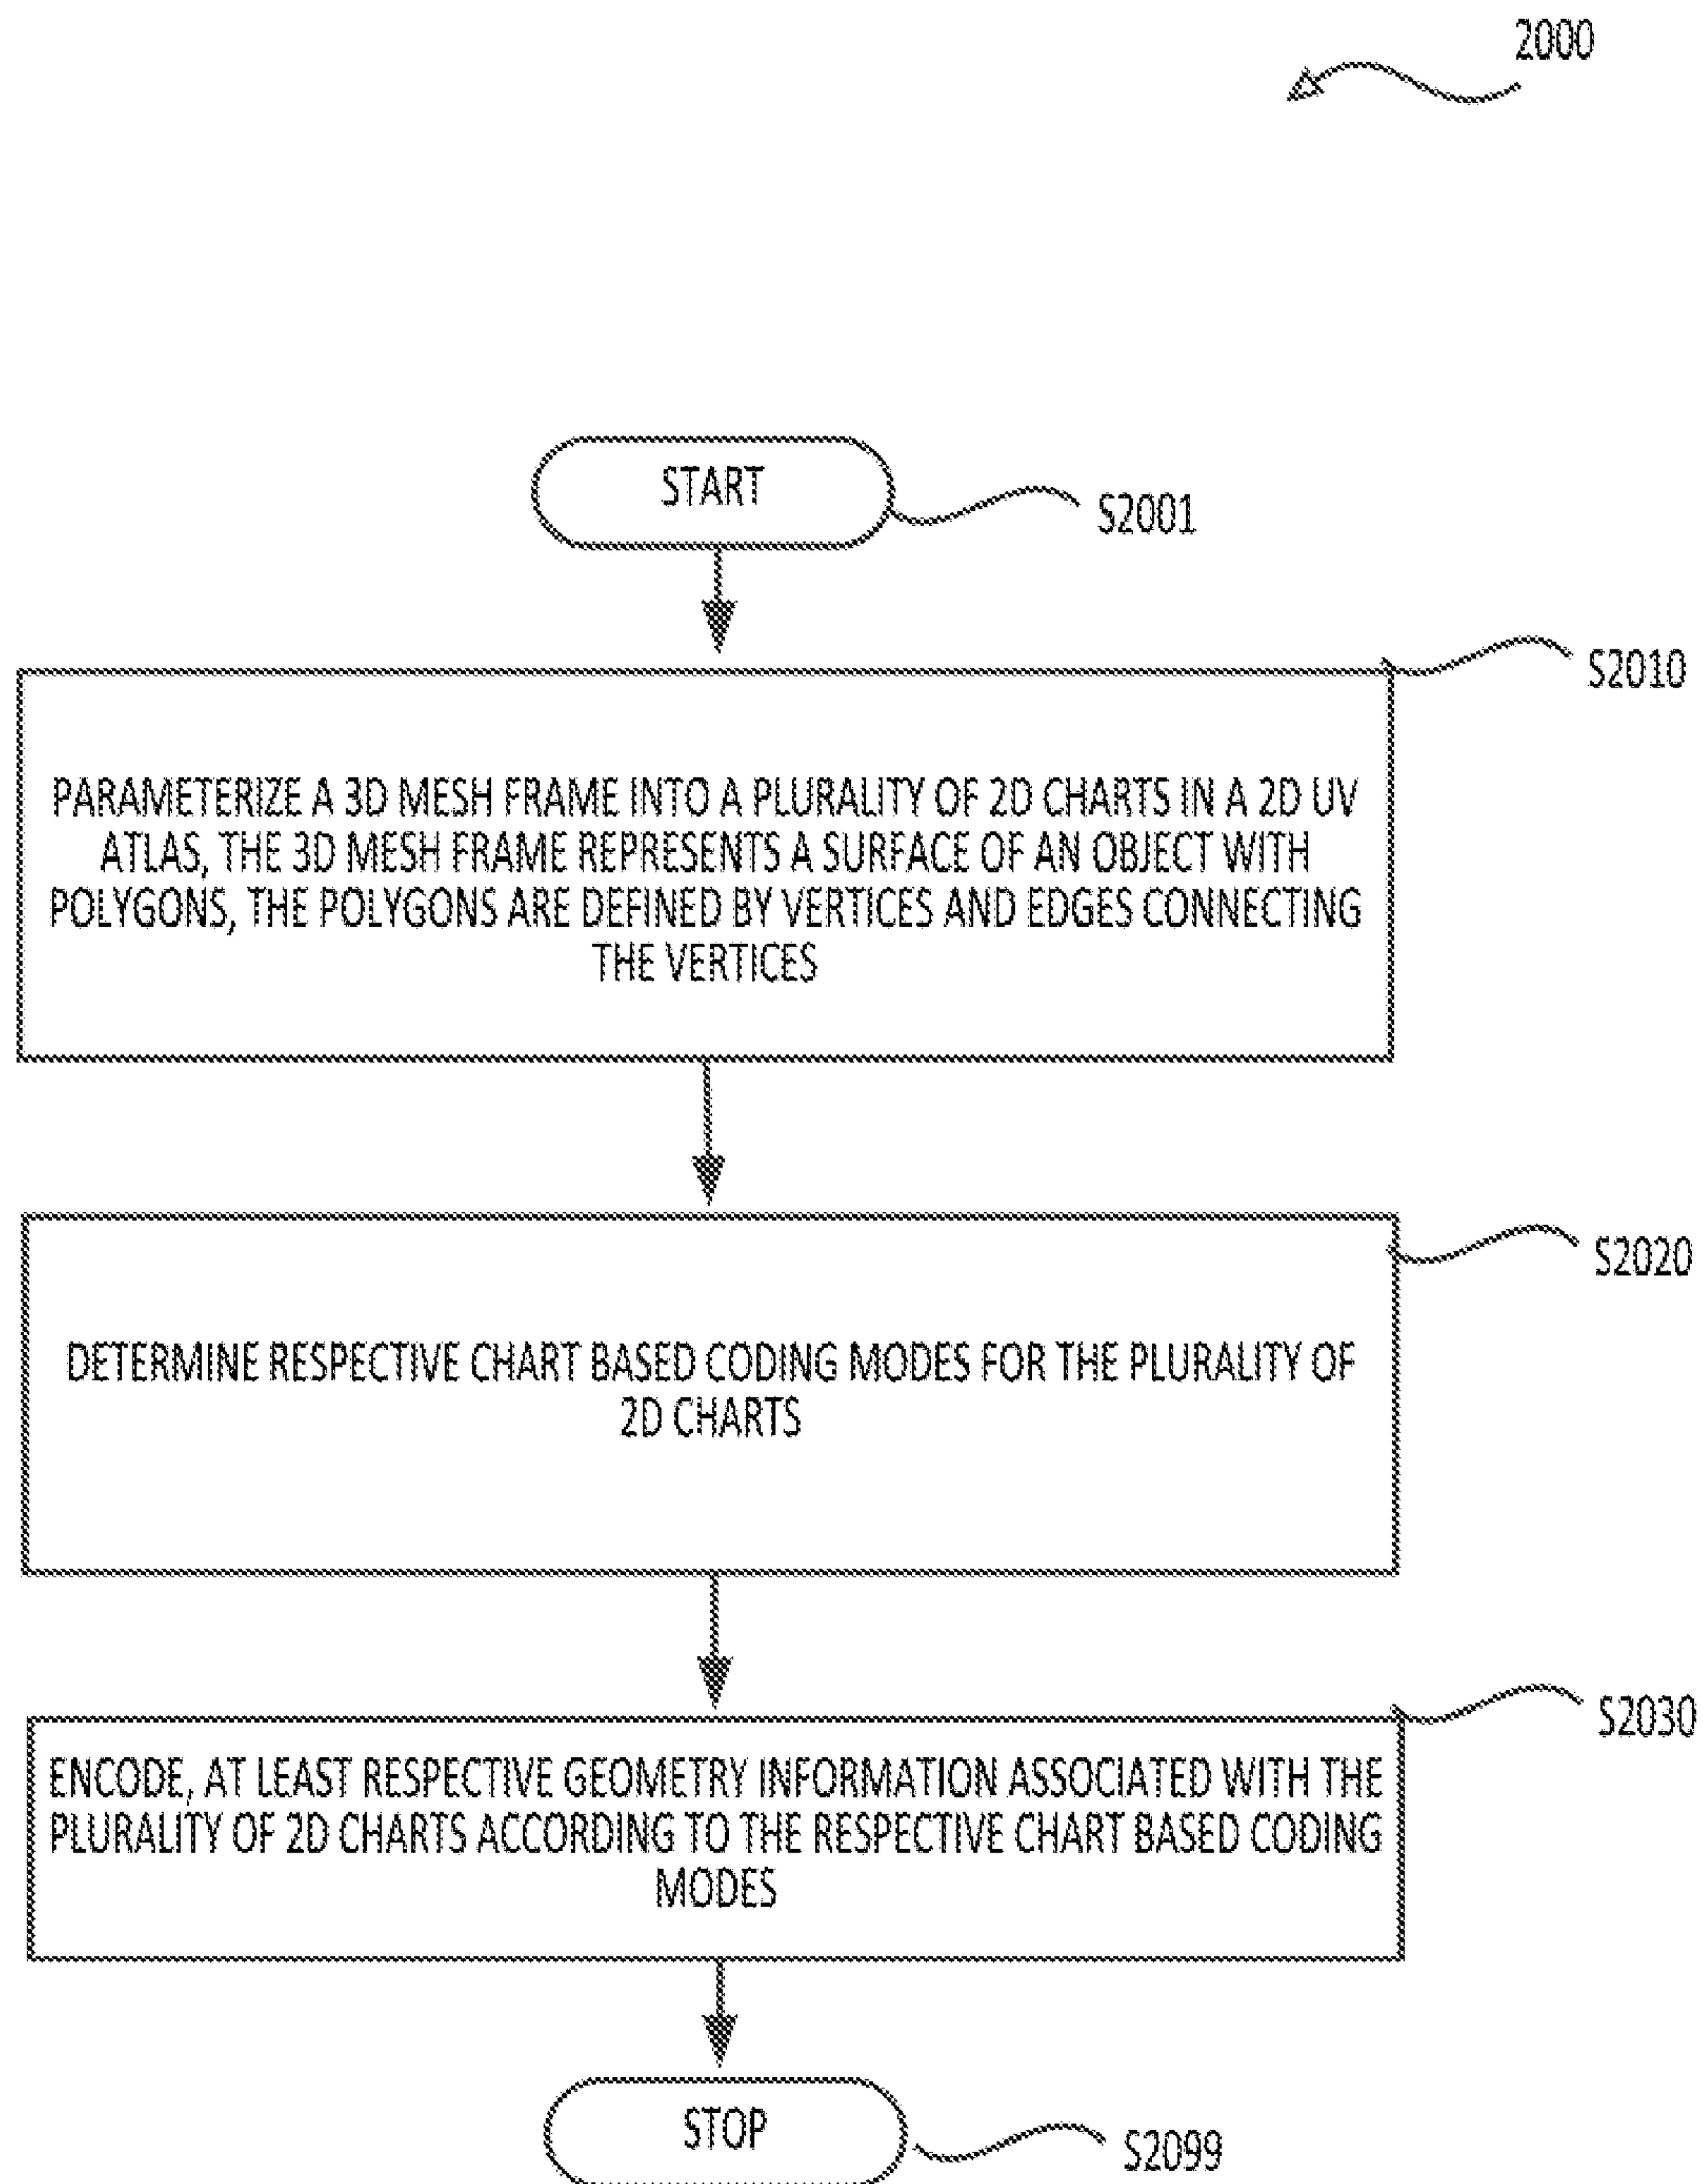 2000
START
S2001
S2010
PARAMETERIZE A 3D MESH FRAME INTO A PLURALITY OF 2D CHARTS IN A 2D UV
ATLAS, THE 3D MESH FRAME REPRESENTS A SURFACE OF AN OBJECT WITH
POLYGONS, THE POLYGONS ARE DEFINED BY VERTICES AND EDGES CONNECTING
THE VERTICES
S2020
DETERMINE RESPECTIVE CHART BASED CODING MODES FOR THE PLURALITY OF
2D CHARTS
S2030
ENCODE, AT LEAST RESPECTIVE GEOMETRY INFORMATION ASSOCIATED WITH THE
PLURALITY OF 2D CHARTS ACCORDING TO THE RESPECTIVE CHART BASED CODING
MODES
STOP
S2099